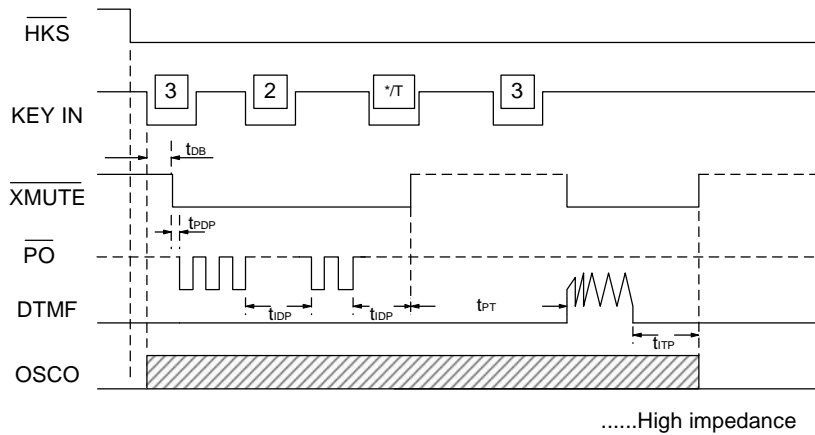 HKS
3
2
*/T
3
KEY IN
tDB
XMUTE
tPDP
PO
tIDP
tIDP
tPT
DTMF
tITP
OSCO
......High impedance